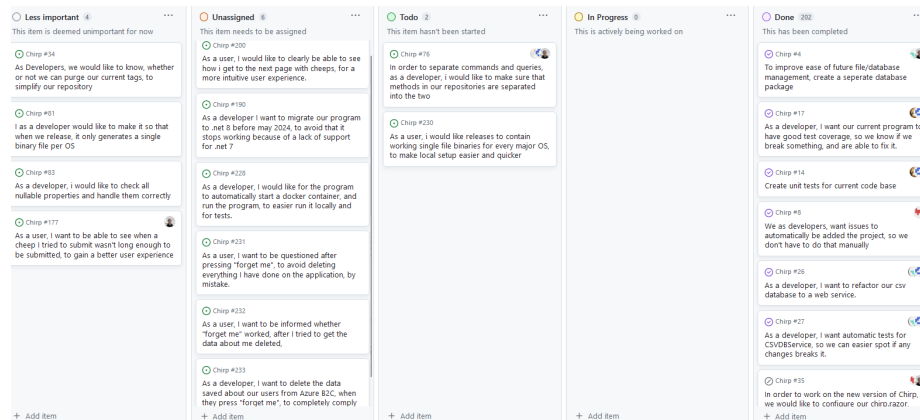 Less important 4
This item is deemed unimportant for now
Chirp #34
As Developers, we would like to know, whether
or not we can purge our current tags, to
simplify our repository
Chirp #81
I as a developer would like to make it so that
when we release, it only generates a single
binary file per OS
Chirp #83
As a developer, i would like to check all
nullable properties and handle them correctly
Chirp #177
As a user, I want to be able to see when a
cheep I tried to submit wasn't long enough to
be submitted, to gain a better user experience
+ Add item
Unassigned 6
This item needs to be assigned
Chirp #200
As a user, I would like to clearly be able to see
how i get to the next page with cheeps, for a
more intuitive user experience.
Chirp #190
As a developer I want to migrate our program
to .net 8 before may 2024, to avoid that it
stops working because of a lack of support
for .net 7
Chirp #228
As a developer, I would like for the program
to automatically start a docker container, and
run the program, to easier run it locally and
for tests.
Chirp #231
As a user, I want to be questioned after
pressing "forget me", to avoid deleting
everything I have done on the application, by
mistake.
Chirp #232
As a user, I want to be informed whether
"forget me" worked, after I tried to get the
data about me deleted,
Chirp #233
As a developer, I want to delete the data
saved about our users from Azure B2C, when
they press "forget me", to completely comply
+ Add item
Todo 2
This item hasn't been started
Chirp #76
In order to separate commands and queries,
as a developer, i would like to make sure that
methods in our repositories are separated
into the two
Chirp #230
As a user, i would like releases to contain
working single file binaries for every major OS,
to make local setup easier and quicker
+ Add item
In Progress 0
This is actively being worked on
+ Add item
Done 202
This has been completed
Chirp #4
To improve ease of future file/database
management, create a seperate database
package
Chirp #17
As a developer, I want our current program to
have good test coverage, so we know if we
break something, and are able to fix it.
Chirp #14
Create unit tests for current code base
Chirp #8
We as developers, want issues to
automatically be added the project, so we
don't have to do that manually
Chirp #26
As a developer, I want to refactor our csv
database to a web service.
Chirp #27
As a developer, I want automatic tests for
CSVDBService, so we can easier spot if any
changes breaks it.
Chirp #35
In order to work on the new version of Chirp,
we would like to configure our chirp.razor
+ Add item